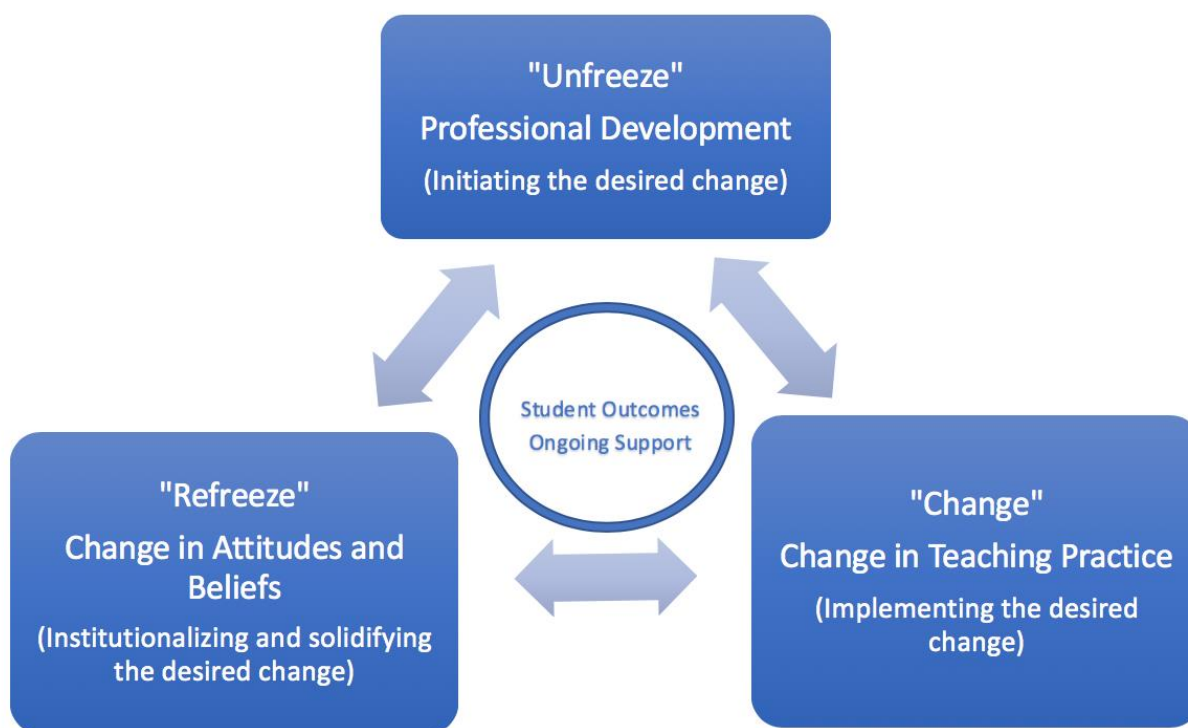 "Unfreeze"
Professional Development
(Initiating the desired change)
Student Outcomes
Ongoing Support
"Refreeze"
Change in Attitudes and
Beliefs
(Institutionalizing and solidifying
the desired change)
"Change"
Change in Teaching Practice
(Implementing the desired
change)